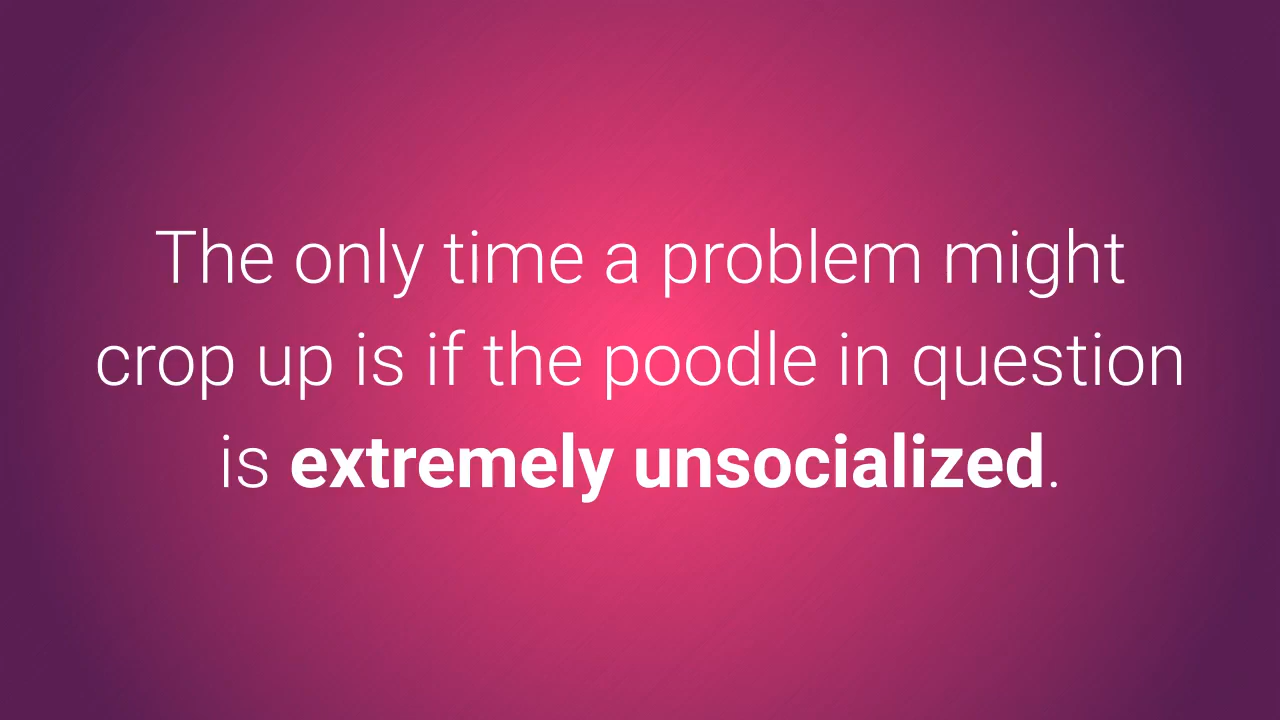 The only time a problem might
crop up is if the poodle in question
is extremely unsocialized.